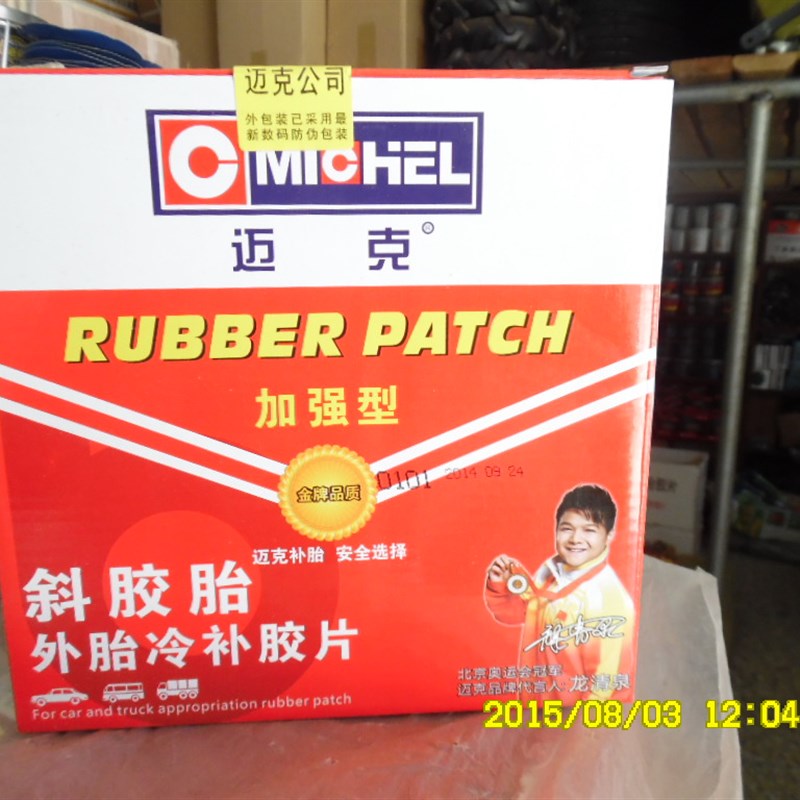 迈克公司
外包装已采用最
新数码防伪包装
C MICHEL
迈 克®
RUBBER PATCH
加强型
金牌品质
0101 2014 09 24
迈克补胎 安全选择
斜胶胎
外胎冷补胶片
For car and truck appropriation rubber patch
北京奥运会冠军
迈克品牌代言人 龙清泉
2015/08/03 12:04